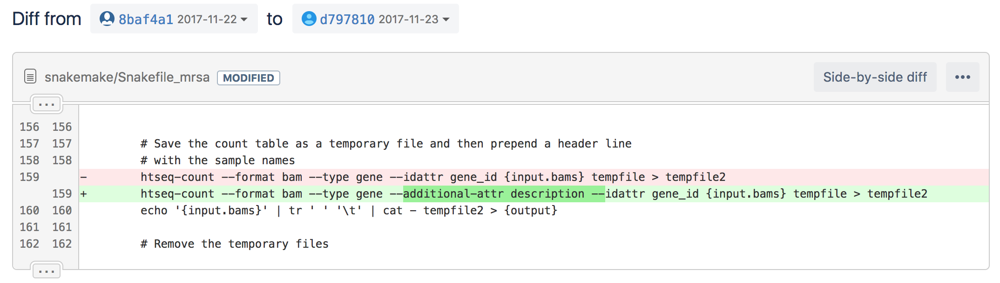 Diff from 8baf4a1 2017-11-22 to d797810 2017-11-23
snakemake/Snakefile_mrsa MODIFIED Side-by-side diff •••
...
156 156
157 157 # Save the count table as a temporary file and then prepend a header line
158 158 # with the sample names
159 - htseq-count --format bam --type gene --idattr gene_id {input.bams} tempfile > tempfile2
159 + htseq-count --format bam --type gene --additional-attr description --idattr gene_id {input.bams} tempfile > tempfile2
160 160 echo '{input.bams}' | tr ' ' '\t' | cat - tempfile2 > {output}
161 161
162 162 # Remove the temporary files
...